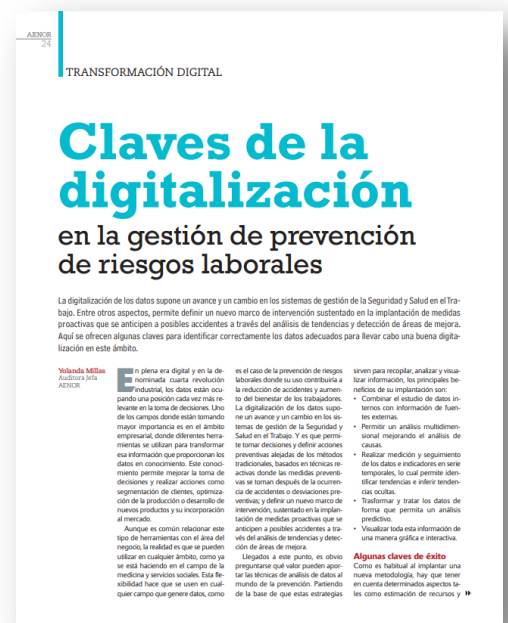 AENOR
24
TRANSFORMACIÓN DIGITAL
Claves de la
digitalización
en la gestión de prevención
de riesgos laborales
La digitalización de los datos supone un avance y un cambio en los sistemas de gestión de la Seguridad y Salud en el Tra-
bajo. Entre otros aspectos, permite definir un nuevo marco de intervención sustentado en la implantación de medidas
proactivas que se anticipen a posibles accidentes a través del análisis de tendencias y detección de áreas de mejora.
Aquí se ofrecen algunas claves para identificar correctamente los datos adecuados para llevar cabo una buena digita-
lización en este ámbito.
Yolanda Millas
Auditora Jefa
AENOR
En plena era digital y en la de-
nominada cuarta revolución
industrial, los datos están ocu-
pando una posición cada vez más re-
levante en la toma de decisiones. Uno
de los campos donde están tomando
mayor importancia es en el ámbito
empresarial, donde diferentes herra-
mientas se utilizan para transformar
esa información que proporcionan los
datos en conocimiento. Este conoci-
miento permite mejorar la toma de
decisiones y realizar acciones como
segmentación de clientes, optimiza-
ción de la producción o desarrollo de
nuevos productos y su incorporación
al mercado.
Aunque es común relacionar este
tipo de herramientas con el área del
negocio, la realidad es que se pueden
utilizar en cualquier ámbito, como ya
se está haciendo en el campo de la
medicina y servicios sociales. Esta fle-
xibilidad hace que se usen en cual-
quier campo que genere datos, como
es el caso de la prevención de riesgos
laborales donde su uso contribuiría a
la reducción de accidentes y aumen-
to del bienestar de los trabajadores.
La digitalización de los datos supo-
ne un avance y un cambio en los sis-
temas de gestión de la Seguridad y
Salud en el Trabajo. Y es que permi-
te tomar decisiones y definir acciones
preventivas alejadas de los métodos
tradicionales, basados en técnicas re-
activas donde las medidas preventi-
vas se toman después de la ocurren-
cia de accidentes o desviaciones pre-
ventivas; y definir un nuevo marco de
intervención, sustentado en la implan-
tación de medidas proactivas que se
anticipen a posibles accidentes a tra-
vés del análisis de tendencias y detec-
ción de áreas de mejora.
Llegados a este punto, es obvio
preguntarse qué valor pueden apor-
tar las técnicas de análisis de datos al
mundo de la prevención. Partiendo
de la base de que estas estrategias
sirven para recopilar, analizar y visua-
lizar información, los principales be-
neficios de su implantación son:
• Combinar el estudio de datos in-
ternos con información de fuen-
tes externas.
• Permitir un análisis multidimen-
sional mejorando el análisis de
causas.
• Realizar medición y seguimiento
de los datos e indicadores en serie
temporales, lo cual permite iden-
tificar tendencias e inferir tenden-
cias ocultas.
• Trasformar y tratar los datos de
forma que permita un análisis
predictivo.
• Visualizar toda esta información de
una manera gráfica e interactiva.
Algunas claves de éxito
Como es habitual al implantar una
nueva metodología, hay que tener
en cuenta determinados aspectos ta-
les como estimación de recursos y